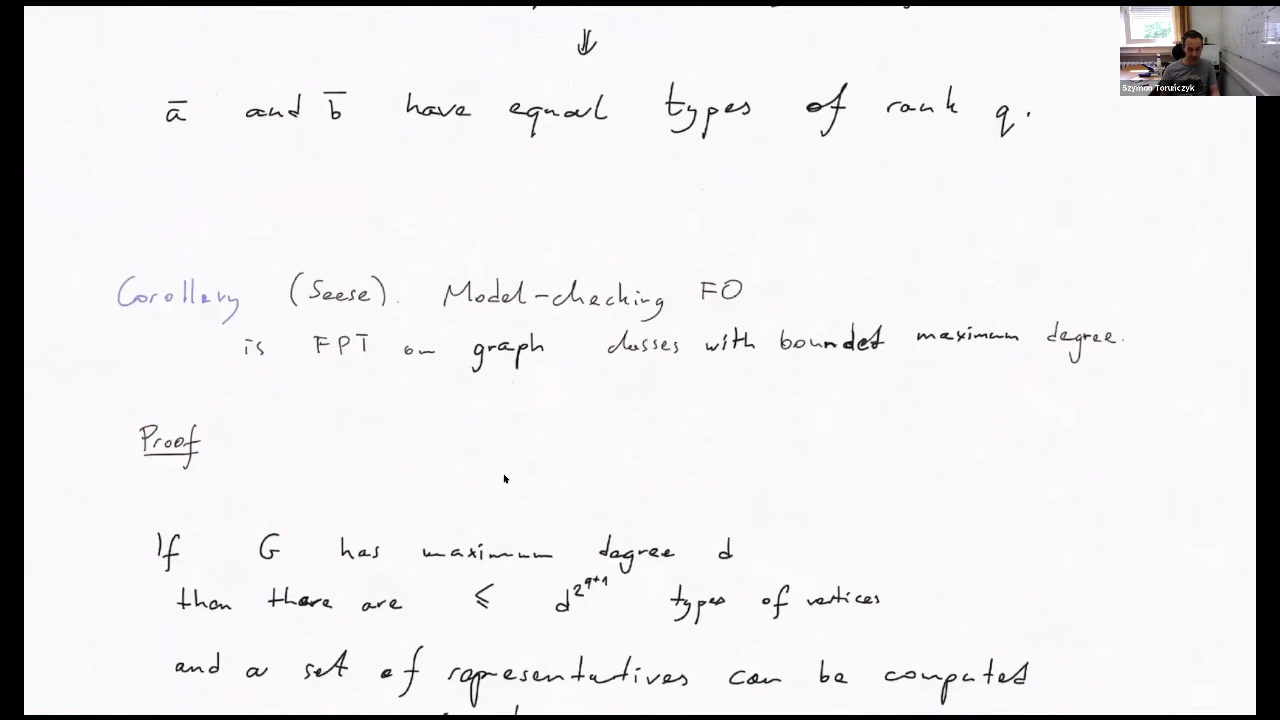 ⇓
Szymon Toruńczyk
ā and b̄ have equal types of rank q.
Corollary (Seese). Model-checking FO
is FPT on graph classes with bounded maximum degree.
Proof
If G has maximum degree d
then there are ≤ d^{2^{q+1}} types of vertices
and a set of representatives can be computed